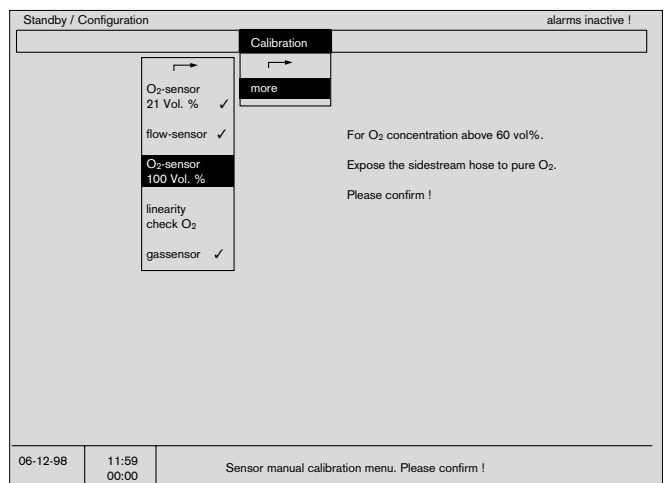 Standby / Configuration
alarms inactive !
Calibration
O₂-sensor
21 Vol. % ✓
flow-sensor ✓
O₂-sensor
100 Vol. %
linearity
check O₂
gassensor ✓
more
For O₂ concentration above 60 vol%.
Expose the sidestream hose to pure O₂.
Please confirm !
06-12-98
11:59
00:00
Sensor manual calibration menu. Please confirm !